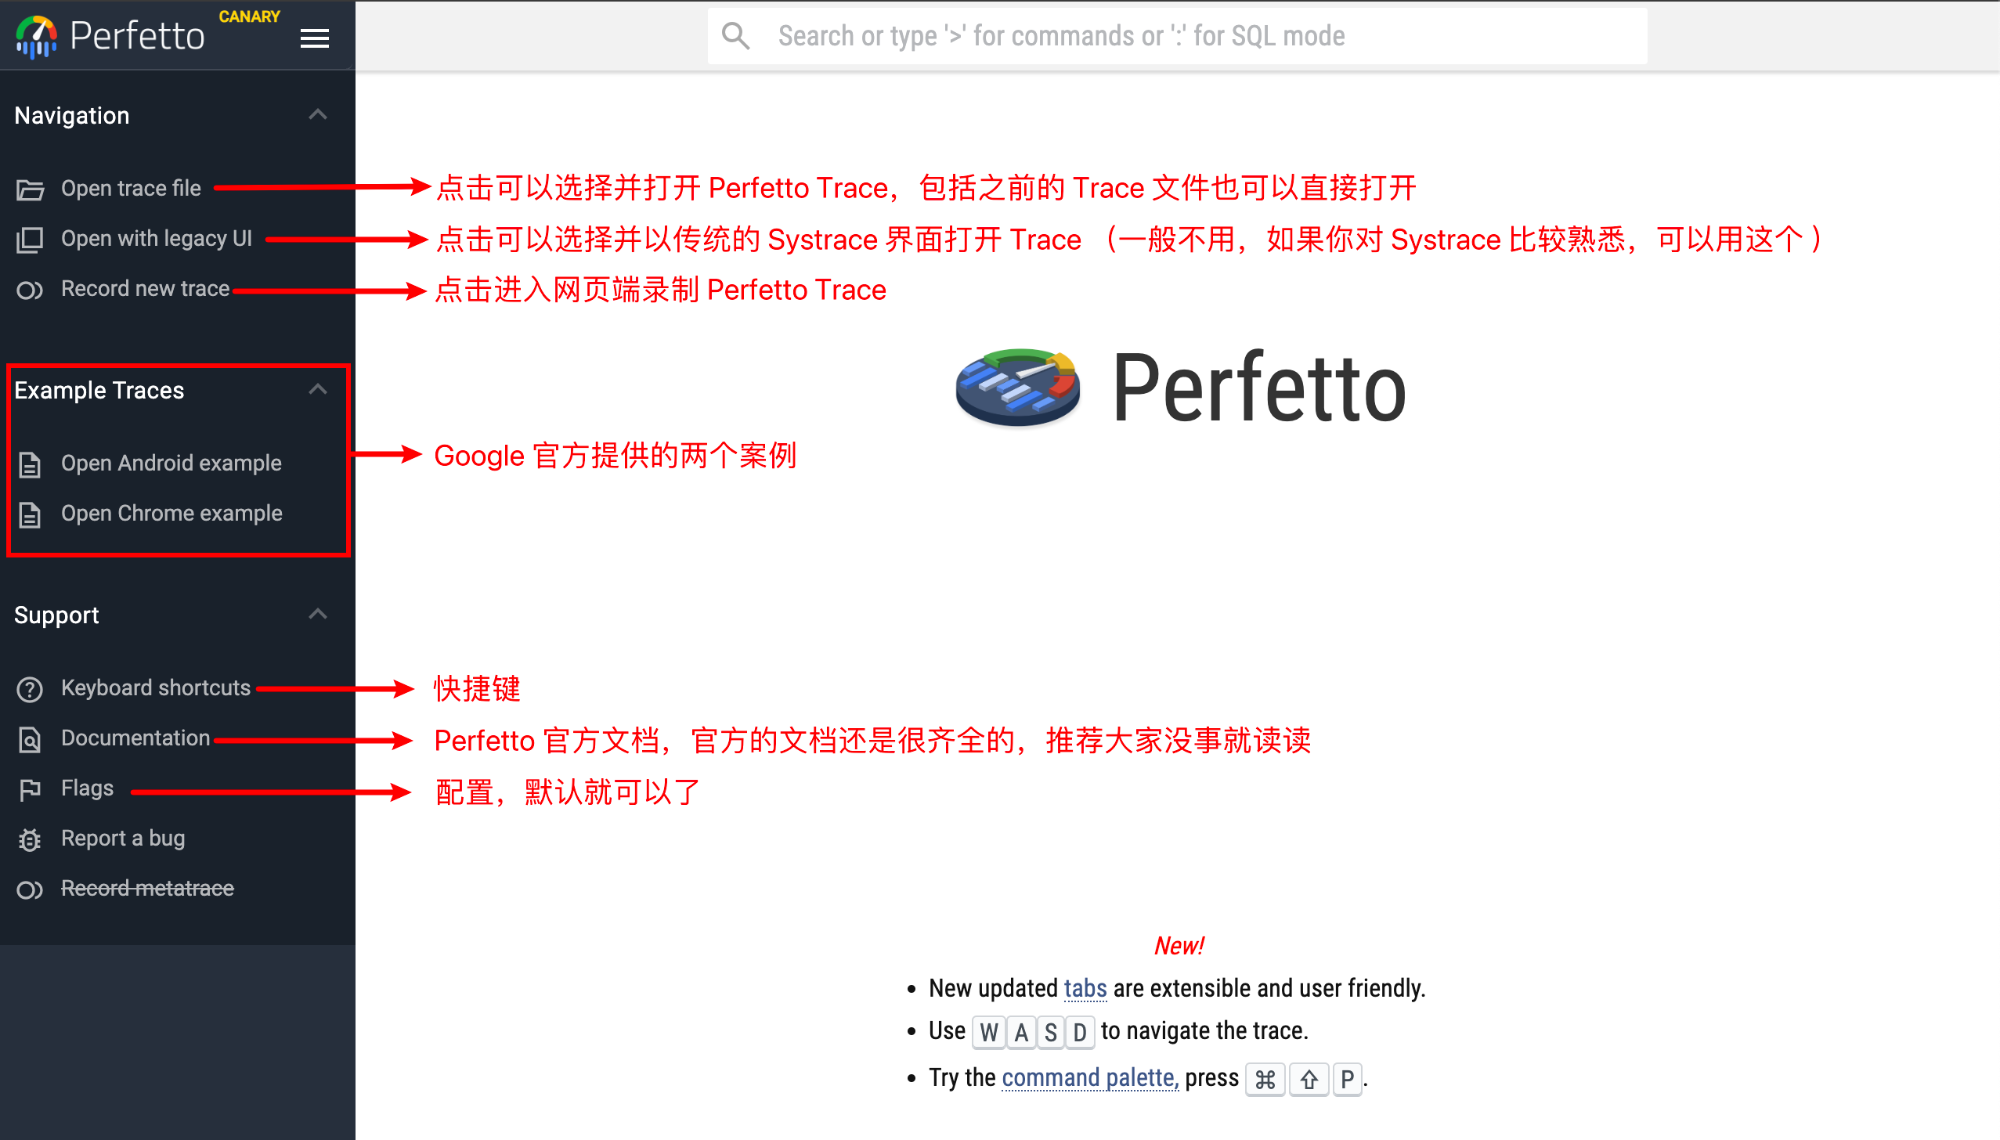 Perfetto CANARY
Search or type '>' for commands or ':' for SQL mode
Navigation
Open trace file
点击可以选择并打开 Perfetto Trace，包括之前的 Trace 文件也可以直接打开
Open with legacy UI
点击可以选择并以传统的 Systrace 界面打开 Trace （一般不用，如果你对 Systrace 比较熟悉，可以用这个 ）
Record new trace
点击进入网页端录制 Perfetto Trace
Perfetto
Example Traces
Open Android example
Google 官方提供的两个案例
Open Chrome example
Support
Keyboard shortcuts
快捷键
Documentation
Perfetto 官方文档，官方的文档还是很齐全的，推荐大家没事就读读
Flags
配置，默认就可以了
Report a bug
Record metatrace
New!
• New updated tabs are extensible and user friendly.
• Use W A S D to navigate the trace.
• Try the command palette, press ⌘ ⇧ P.